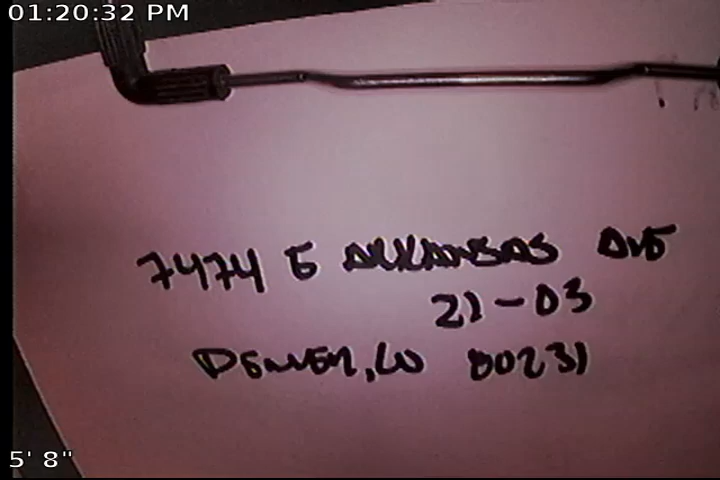 01:20:32 PM
7474 E ARKANSAS AVE
21-03
DENVER, CO 80231
5' 8"